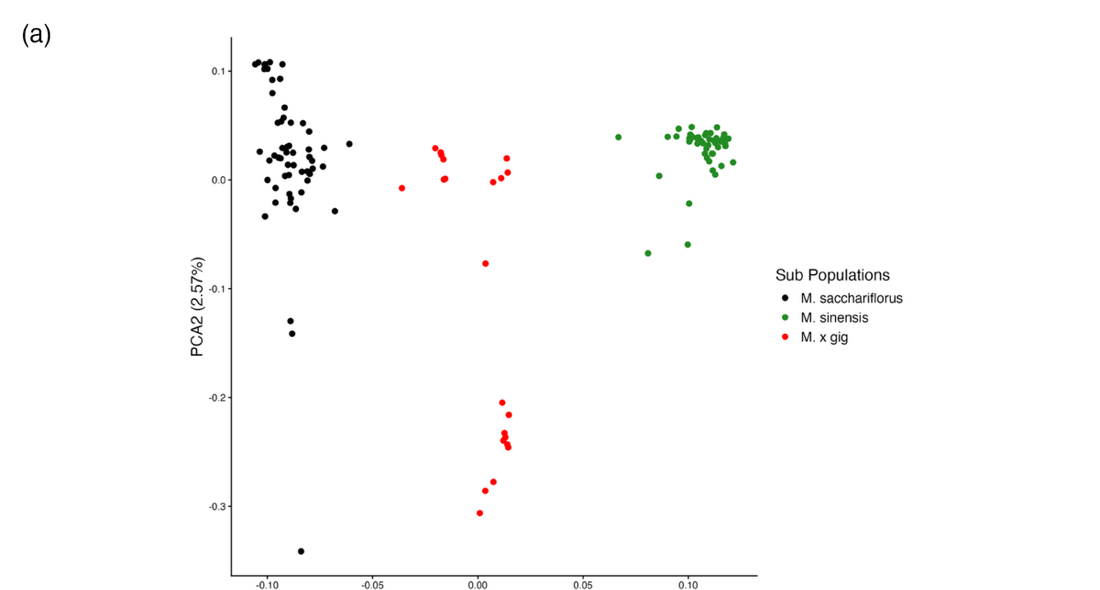 (a)
0.1
0.0
-0.1
-0.2
-0.3
PCA2 (2.57%)
-0.10
-0.05
0.00
0.05
0.10
Sub Populations
M. sacchariflorus
M. sinensis
M. x gig